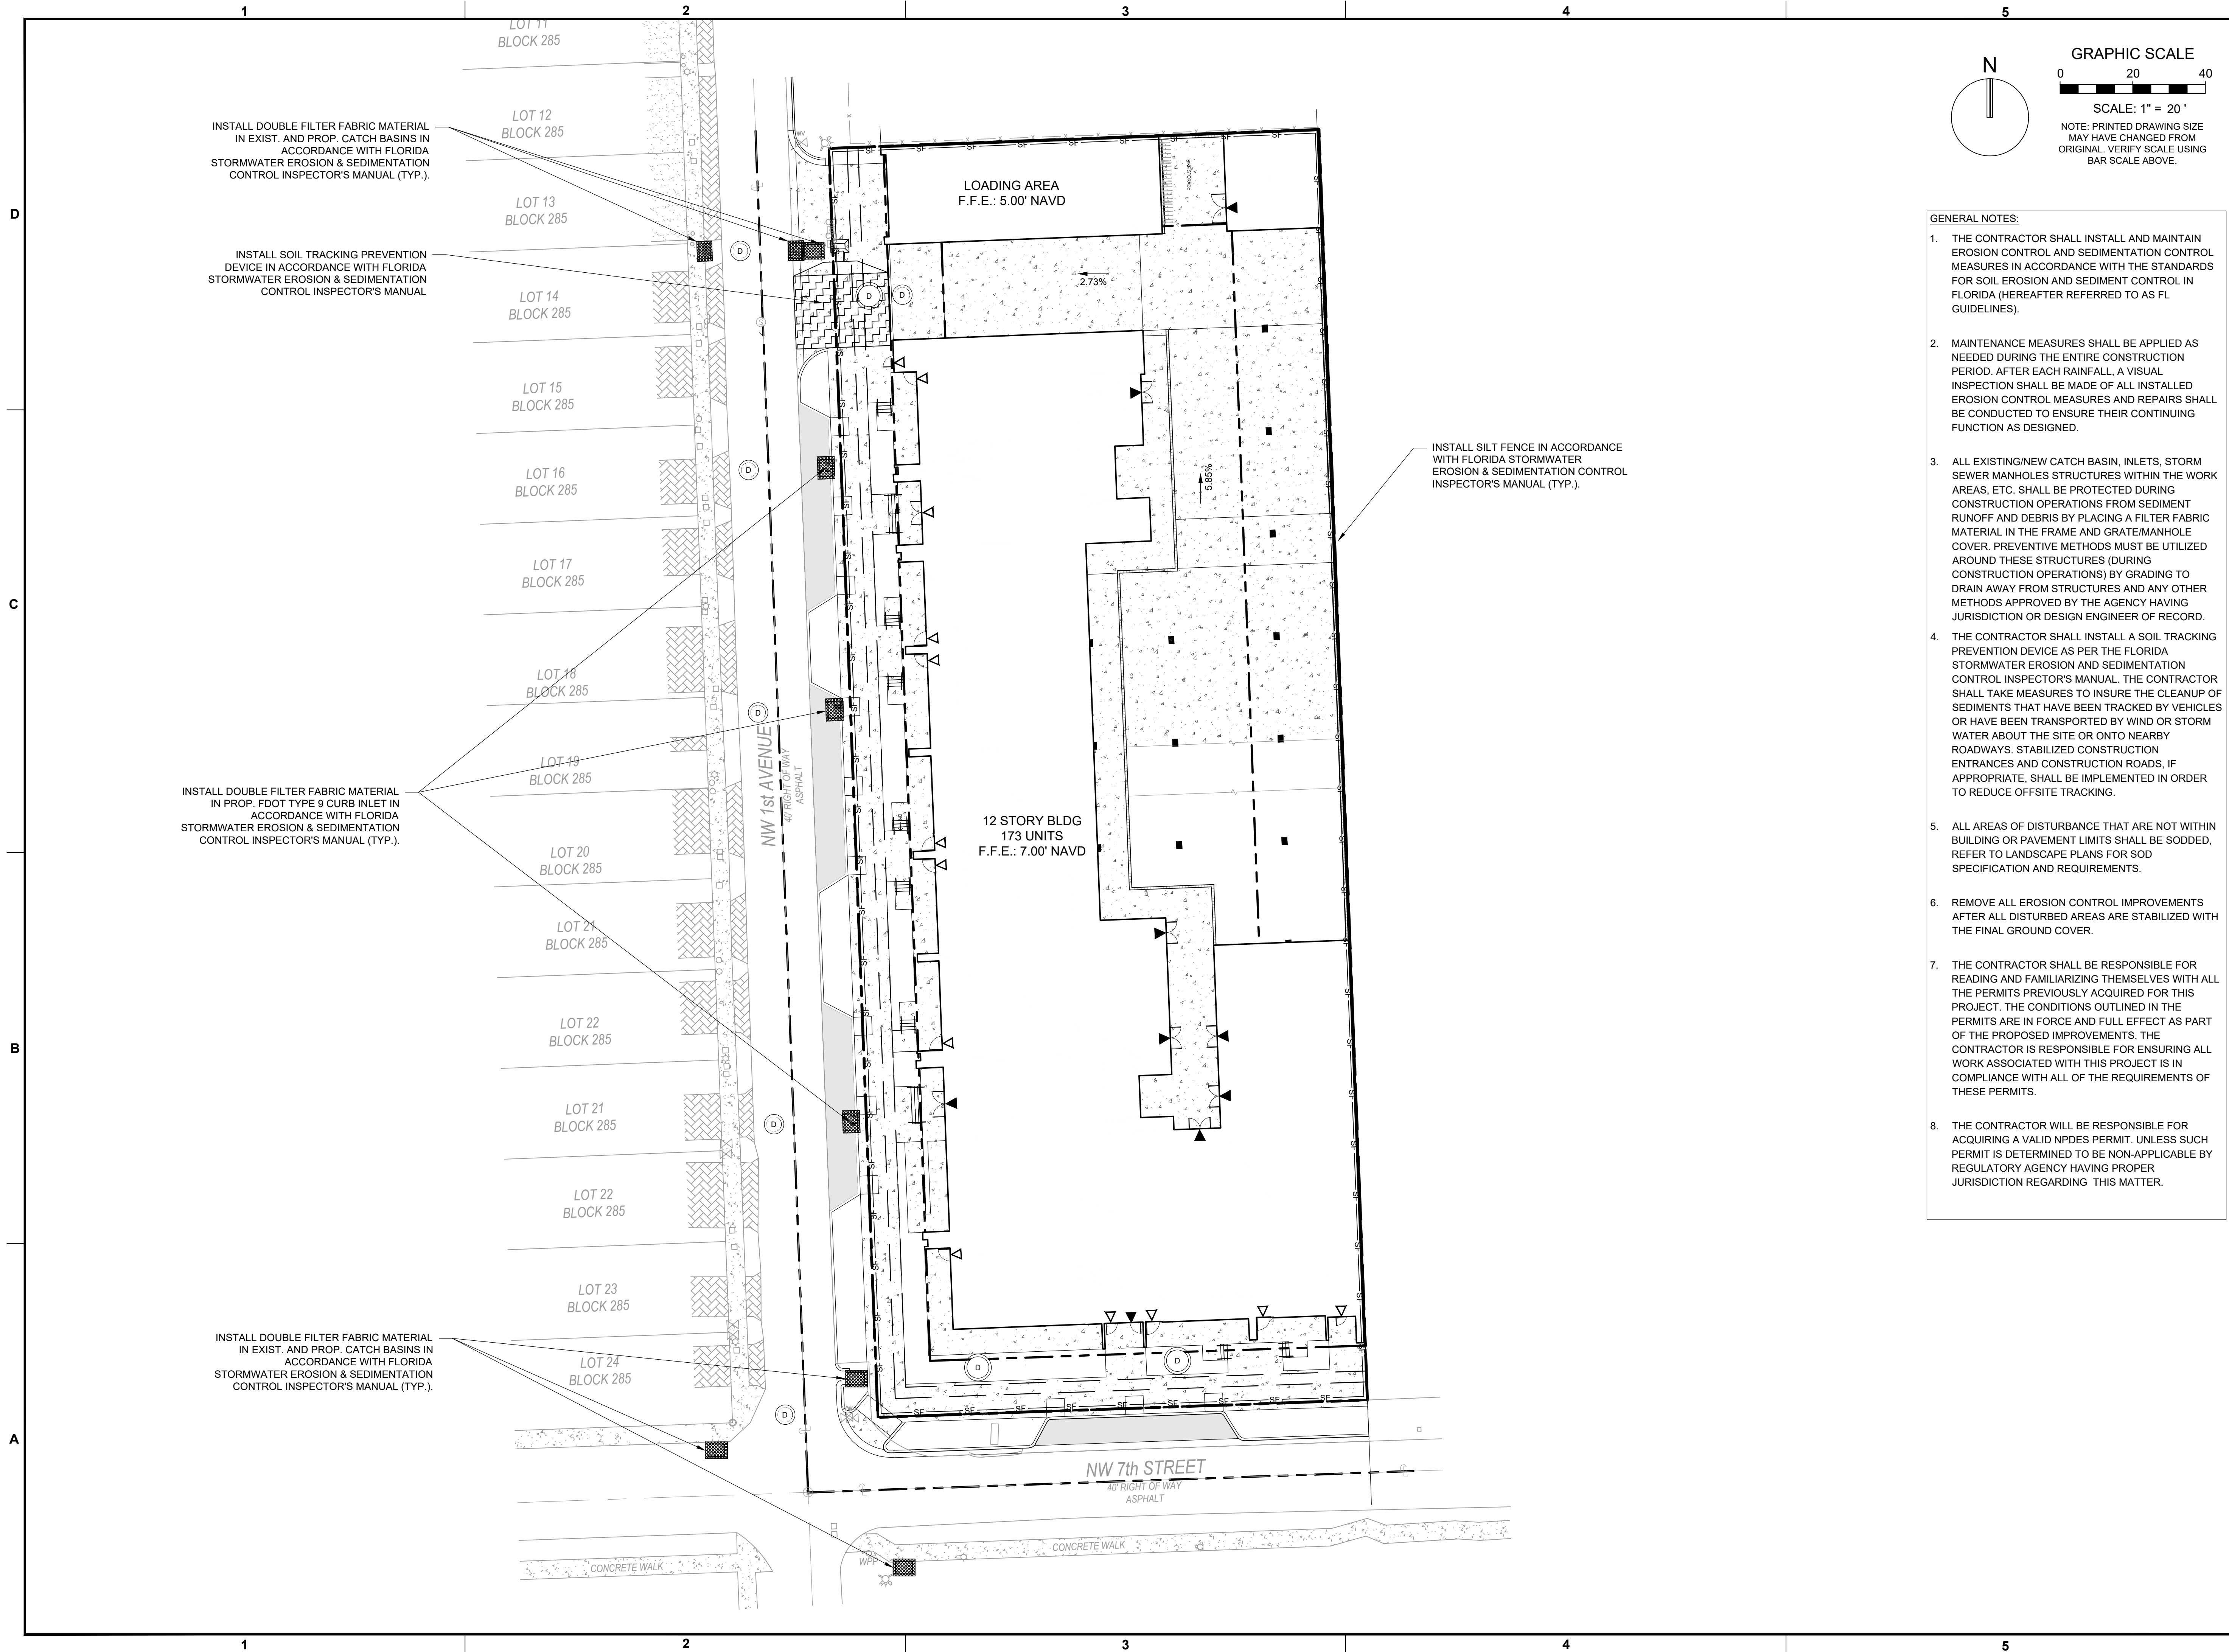 1
2
3
4
5
D
C
B
A
LOT 11
BLOCK 285
LOT 12
BLOCK 285
LOT 13
BLOCK 285
LOT 14
BLOCK 285
LOT 15
BLOCK 285
LOT 16
BLOCK 285
LOT 17
BLOCK 285
LOT 18
BLOCK 285
LOT 19
BLOCK 285
LOT 20
BLOCK 285
LOT 21
BLOCK 285
LOT 22
BLOCK 285
LOT 21
BLOCK 285
LOT 22
BLOCK 285
LOT 23
BLOCK 285
LOT 24
BLOCK 285
INSTALL DOUBLE FILTER FABRIC MATERIAL
IN EXIST. AND PROP. CATCH BASINS IN
ACCORDANCE WITH FLORIDA
STORMWATER EROSION & SEDIMENTATION
CONTROL INSPECTOR'S MANUAL (TYP.).
INSTALL SOIL TRACKING PREVENTION
DEVICE IN ACCORDANCE WITH FLORIDA
STORMWATER EROSION & SEDIMENTATION
CONTROL INSPECTOR'S MANUAL
INSTALL DOUBLE FILTER FABRIC MATERIAL
IN PROP. FDOT TYPE 9 CURB INLET IN
ACCORDANCE WITH FLORIDA
STORMWATER EROSION & SEDIMENTATION
CONTROL INSPECTOR'S MANUAL (TYP.).
INSTALL DOUBLE FILTER FABRIC MATERIAL
IN EXIST. AND PROP. CATCH BASINS IN
ACCORDANCE WITH FLORIDA
STORMWATER EROSION & SEDIMENTATION
CONTROL INSPECTOR'S MANUAL (TYP.).
LOADING AREA
F.F.E.: 5.00' NAVD
BIKE STORAGE
2.73%
5.85%
SF
D
WV
NW 1st AVENUE
40' RIGHT OF WAY
ASPHALT
12 STORY BLDG
173 UNITS
F.F.E.: 7.00' NAVD
INSTALL SILT FENCE IN ACCORDANCE
WITH FLORIDA STORMWATER
EROSION & SEDIMENTATION CONTROL
INSPECTOR'S MANUAL (TYP.).
NW 7th STREET
40' RIGHT OF WAY
ASPHALT
CONCRETE WALK
WPP
CONCRETE WALK
N
GRAPHIC SCALE
0 20 40
SCALE: 1" = 20 '
NOTE: PRINTED DRAWING SIZE
MAY HAVE CHANGED FROM
ORIGINAL. VERIFY SCALE USING
BAR SCALE ABOVE.
GENERAL NOTES:
1. THE CONTRACTOR SHALL INSTALL AND MAINTAIN
EROSION CONTROL AND SEDIMENTATION CONTROL
MEASURES IN ACCORDANCE WITH THE STANDARDS
FOR SOIL EROSION AND SEDIMENT CONTROL IN
FLORIDA (HEREAFTER REFERRED TO AS FL
GUIDELINES).
2. MAINTENANCE MEASURES SHALL BE APPLIED AS
NEEDED DURING THE ENTIRE CONSTRUCTION
PERIOD. AFTER EACH RAINFALL, A VISUAL
INSPECTION SHALL BE MADE OF ALL INSTALLED
EROSION CONTROL MEASURES AND REPAIRS SHALL
BE CONDUCTED TO ENSURE THEIR CONTINUING
FUNCTION AS DESIGNED.
3. ALL EXISTING/NEW CATCH BASIN, INLETS, STORM
SEWER MANHOLES STRUCTURES WITHIN THE WORK
AREAS, ETC. SHALL BE PROTECTED DURING
CONSTRUCTION OPERATIONS FROM SEDIMENT
RUNOFF AND DEBRIS BY PLACING A FILTER FABRIC
MATERIAL IN THE FRAME AND GRATE/MANHOLE
COVER. PREVENTIVE METHODS MUST BE UTILIZED
AROUND THESE STRUCTURES (DURING
CONSTRUCTION OPERATIONS) BY GRADING TO
DRAIN AWAY FROM STRUCTURES AND ANY OTHER
METHODS APPROVED BY THE AGENCY HAVING
JURISDICTION OR DESIGN ENGINEER OF RECORD.
4. THE CONTRACTOR SHALL INSTALL A SOIL TRACKING
PREVENTION DEVICE AS PER THE FLORIDA
STORMWATER EROSION AND SEDIMENTATION
CONTROL INSPECTOR'S MANUAL. THE CONTRACTOR
SHALL TAKE MEASURES TO INSURE THE CLEANUP OF
SEDIMENTS THAT HAVE BEEN TRACKED BY VEHICLES
OR HAVE BEEN TRANSPORTED BY WIND OR STORM
WATER ABOUT THE SITE OR ONTO NEARBY
ROADWAYS. STABILIZED CONSTRUCTION
ENTRANCES AND CONSTRUCTION ROADS, IF
APPROPRIATE, SHALL BE IMPLEMENTED IN ORDER
TO REDUCE OFFSITE TRACKING.
5. ALL AREAS OF DISTURBANCE THAT ARE NOT WITHIN
BUILDING OR PAVEMENT LIMITS SHALL BE SODDED,
REFER TO LANDSCAPE PLANS FOR SOD
SPECIFICATION AND REQUIREMENTS.
6. REMOVE ALL EROSION CONTROL IMPROVEMENTS
AFTER ALL DISTURBED AREAS ARE STABILIZED WITH
THE FINAL GROUND COVER.
7. THE CONTRACTOR SHALL BE RESPONSIBLE FOR
READING AND FAMILIARIZING THEMSELVES WITH ALL
THE PERMITS PREVIOUSLY ACQUIRED FOR THIS
PROJECT. THE CONDITIONS OUTLINED IN THE
PERMITS ARE IN FORCE AND FULL EFFECT AS PART
OF THE PROPOSED IMPROVEMENTS. THE
CONTRACTOR IS RESPONSIBLE FOR ENSURING ALL
WORK ASSOCIATED WITH THIS PROJECT IS IN
COMPLIANCE WITH ALL OF THE REQUIREMENTS OF
THESE PERMITS.
8. THE CONTRACTOR WILL BE RESPONSIBLE FOR
ACQUIRING A VALID NPDES PERMIT. UNLESS SUCH
PERMIT IS DETERMINED TO BE NON-APPLICABLE BY
REGULATORY AGENCY HAVING PROPER
JURISDICTION REGARDING THIS MATTER.
1
2
3
4
5